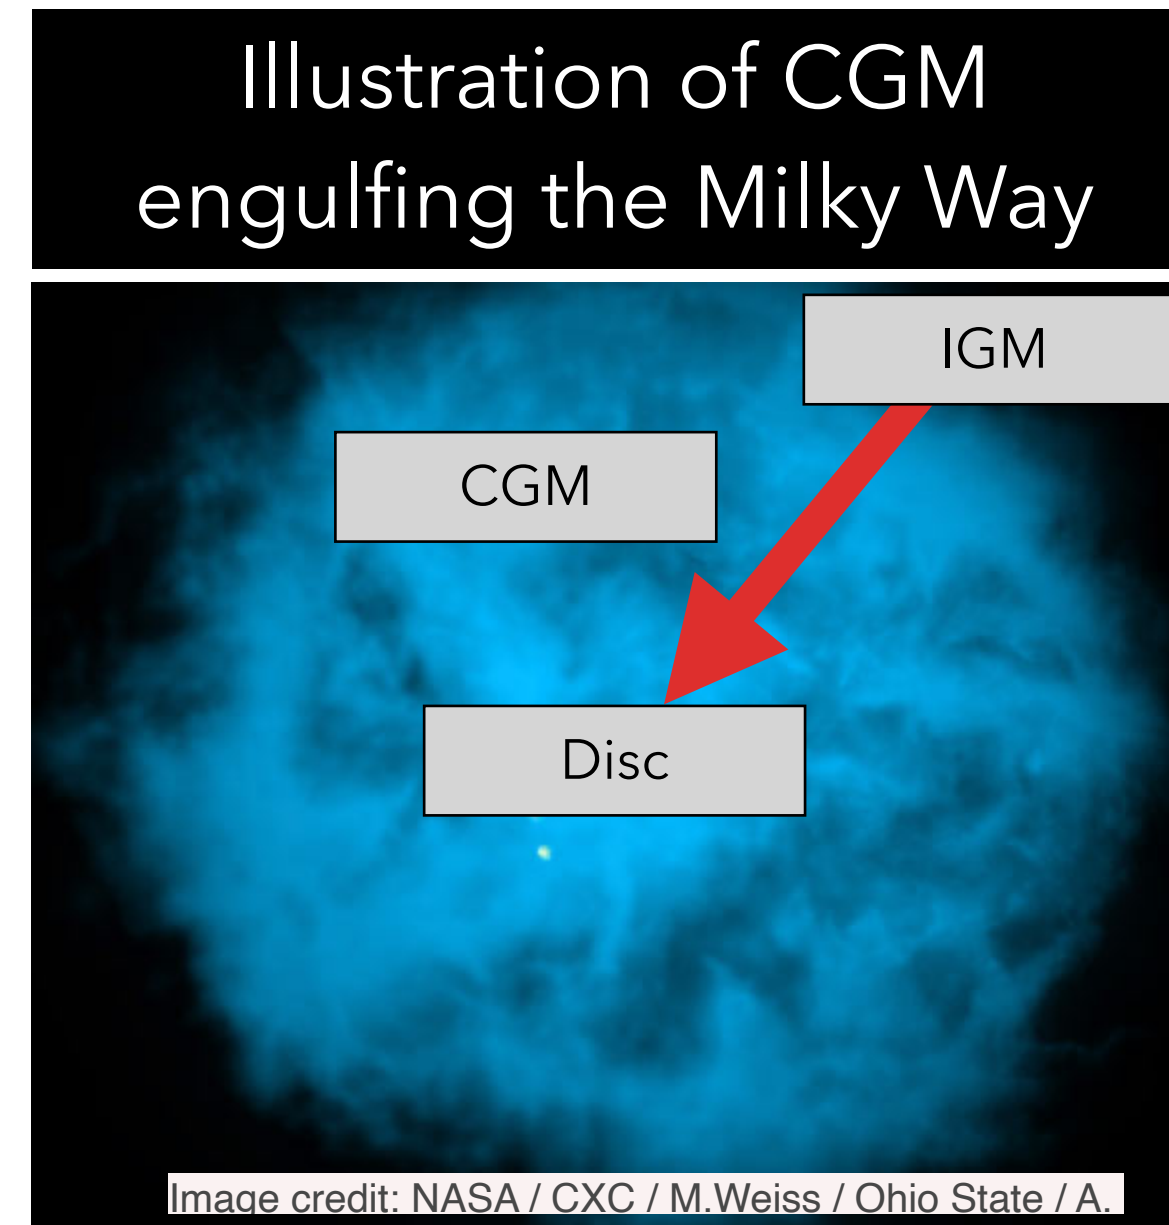 Illustration of CGM
engulfing the Milky Way
IGM
CGM
Disc
Image credit: NASA / CXC / M.Weiss / Ohio State / A.